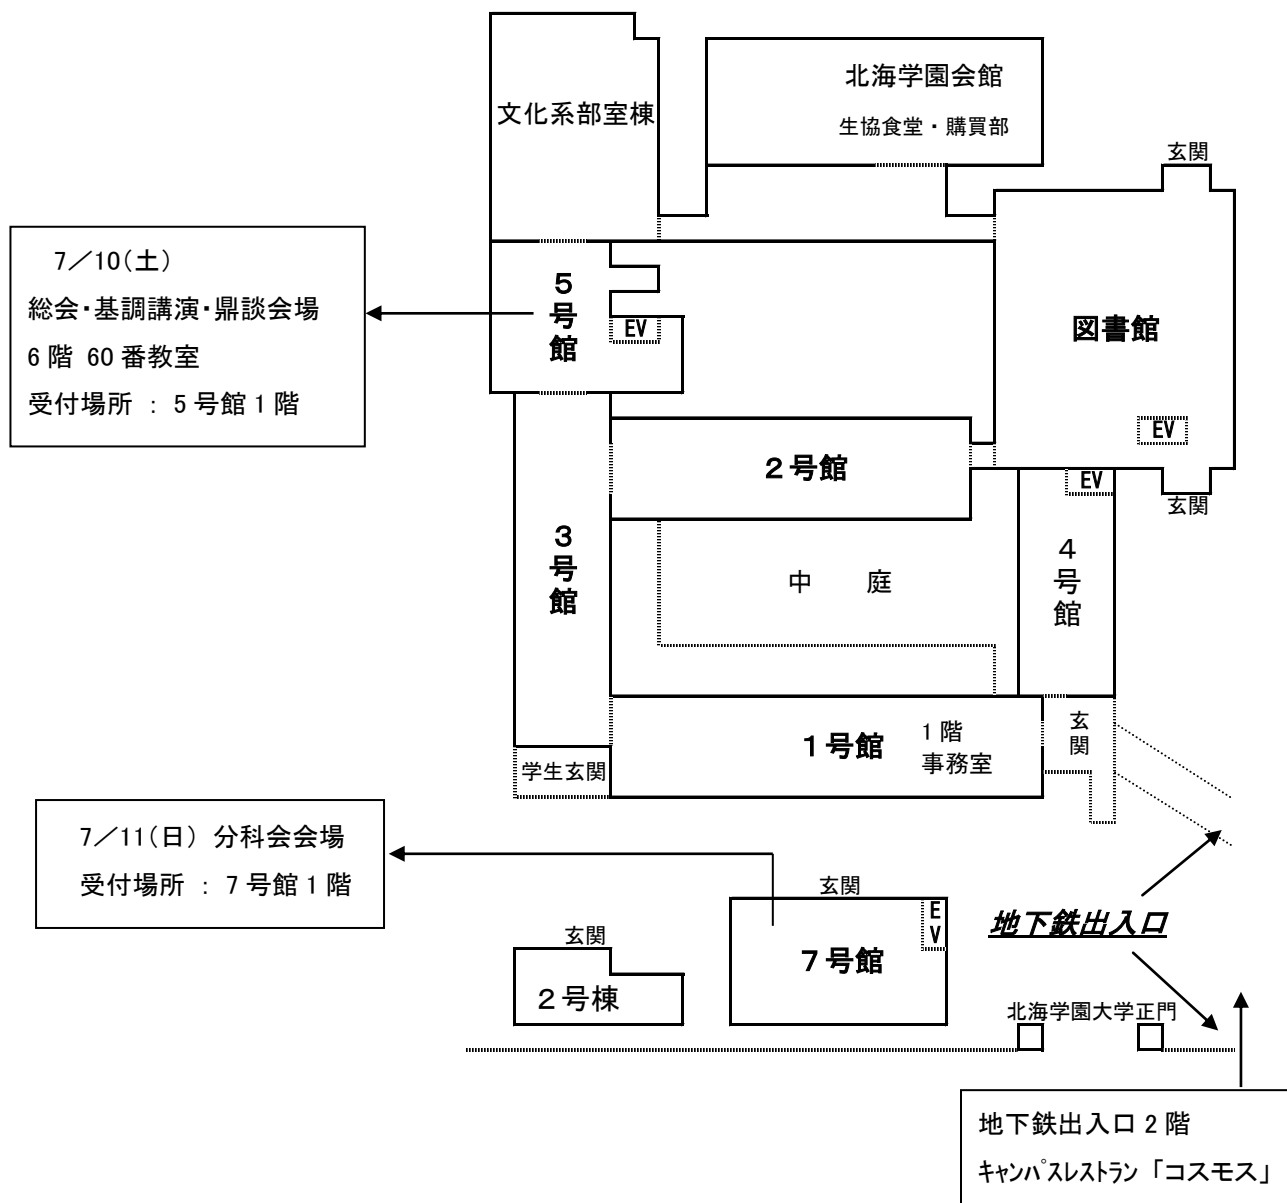 北海学園会館
文化系部室棟
生協食堂・購買部
玄関
7／10(土)
総会・基調講演・鼎談会場
6階 60番教室
受付場所 ： 5号館1階
５号館
EV
図書館
EV
２号館
EV
玄関
３号館
中　　庭
４号館
１号館
1階
事務室
玄関
学生玄関
7／11(日) 分科会会場
受付場所 ： 7号館1階
玄関
EV
地下鉄出入口
玄関
７号館
２号棟
北海学園大学正門
地下鉄出入口2階
ｷｬﾝﾊﾟｽﾚｽﾄﾗﾝ「コスモス」